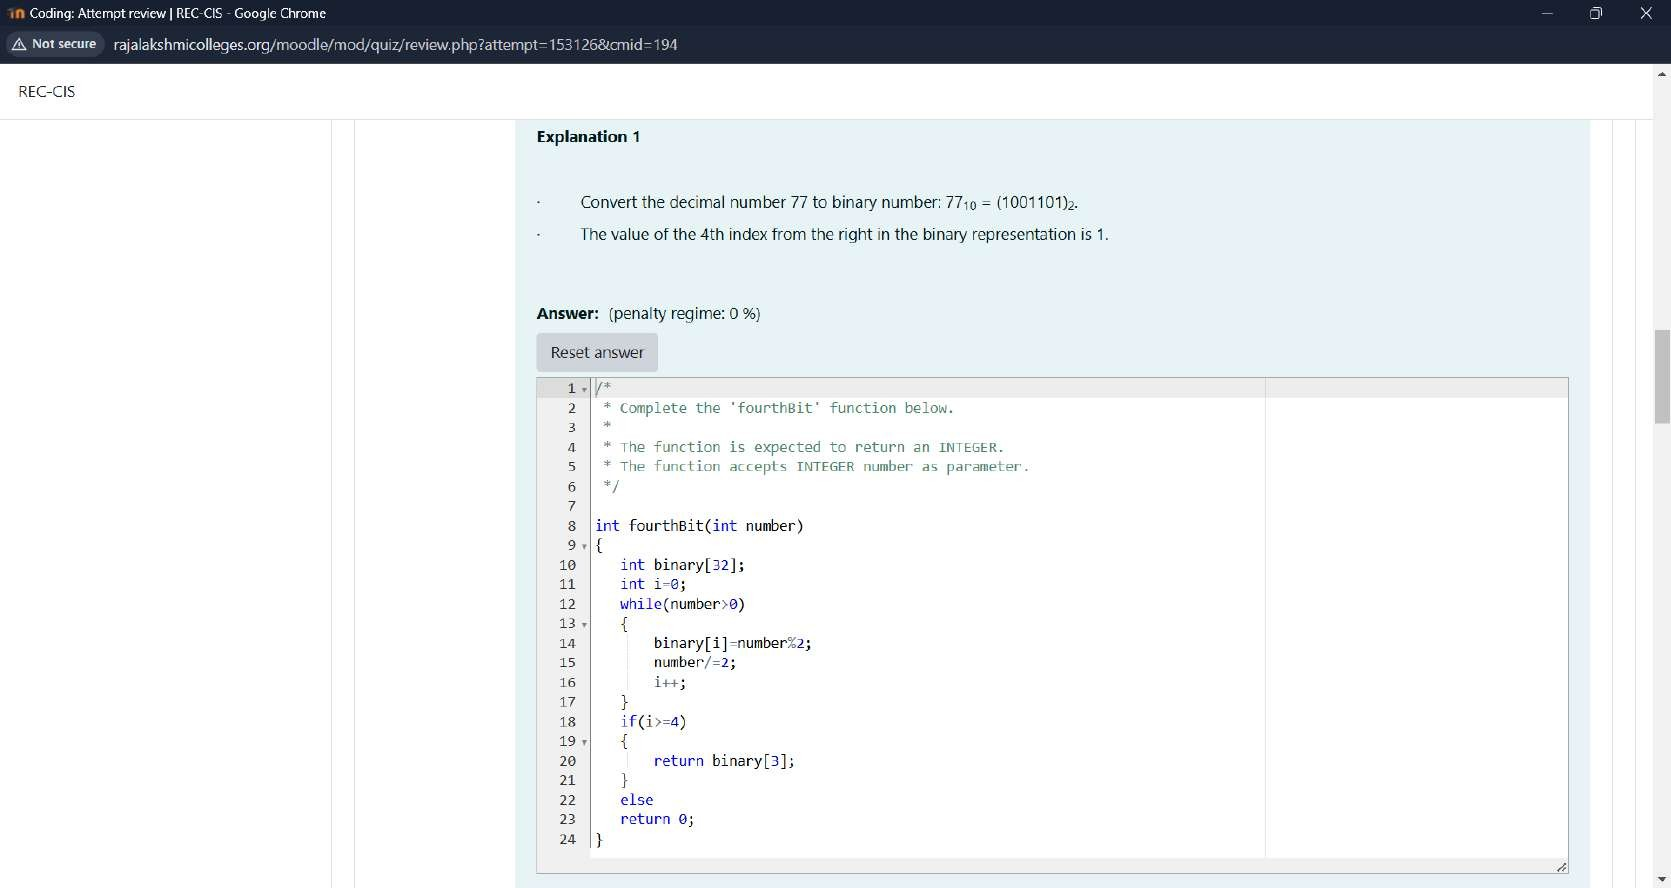 Coding: Attempt review | REC-CIS - Google Chrome
Not secure rajalakshmicolleges.org/moodle/mod/quiz/review.php?attempt=153126&cmid=194
REC-CIS
Explanation 1
· Convert the decimal number 77 to binary number: 77₁₀ = (1001101)₂.
· The value of the 4th index from the right in the binary representation is 1.
Answer: (penalty regime: 0 %)
Reset answer
1 /*
2 * Complete the 'fourthBit' function below.
3 *
4 * The function is expected to return an INTEGER.
5 * The function accepts INTEGER number as parameter.
6 */
7
8 int fourthBit(int number)
9 {
10 int binary[32];
11 int i=0;
12 while(number>0)
13 {
14 binary[i]=number%2;
15 number/=2;
16 i++;
17 }
18 if(i>=4)
19 {
20 return binary[3];
21 }
22 else
23 return 0;
24 }